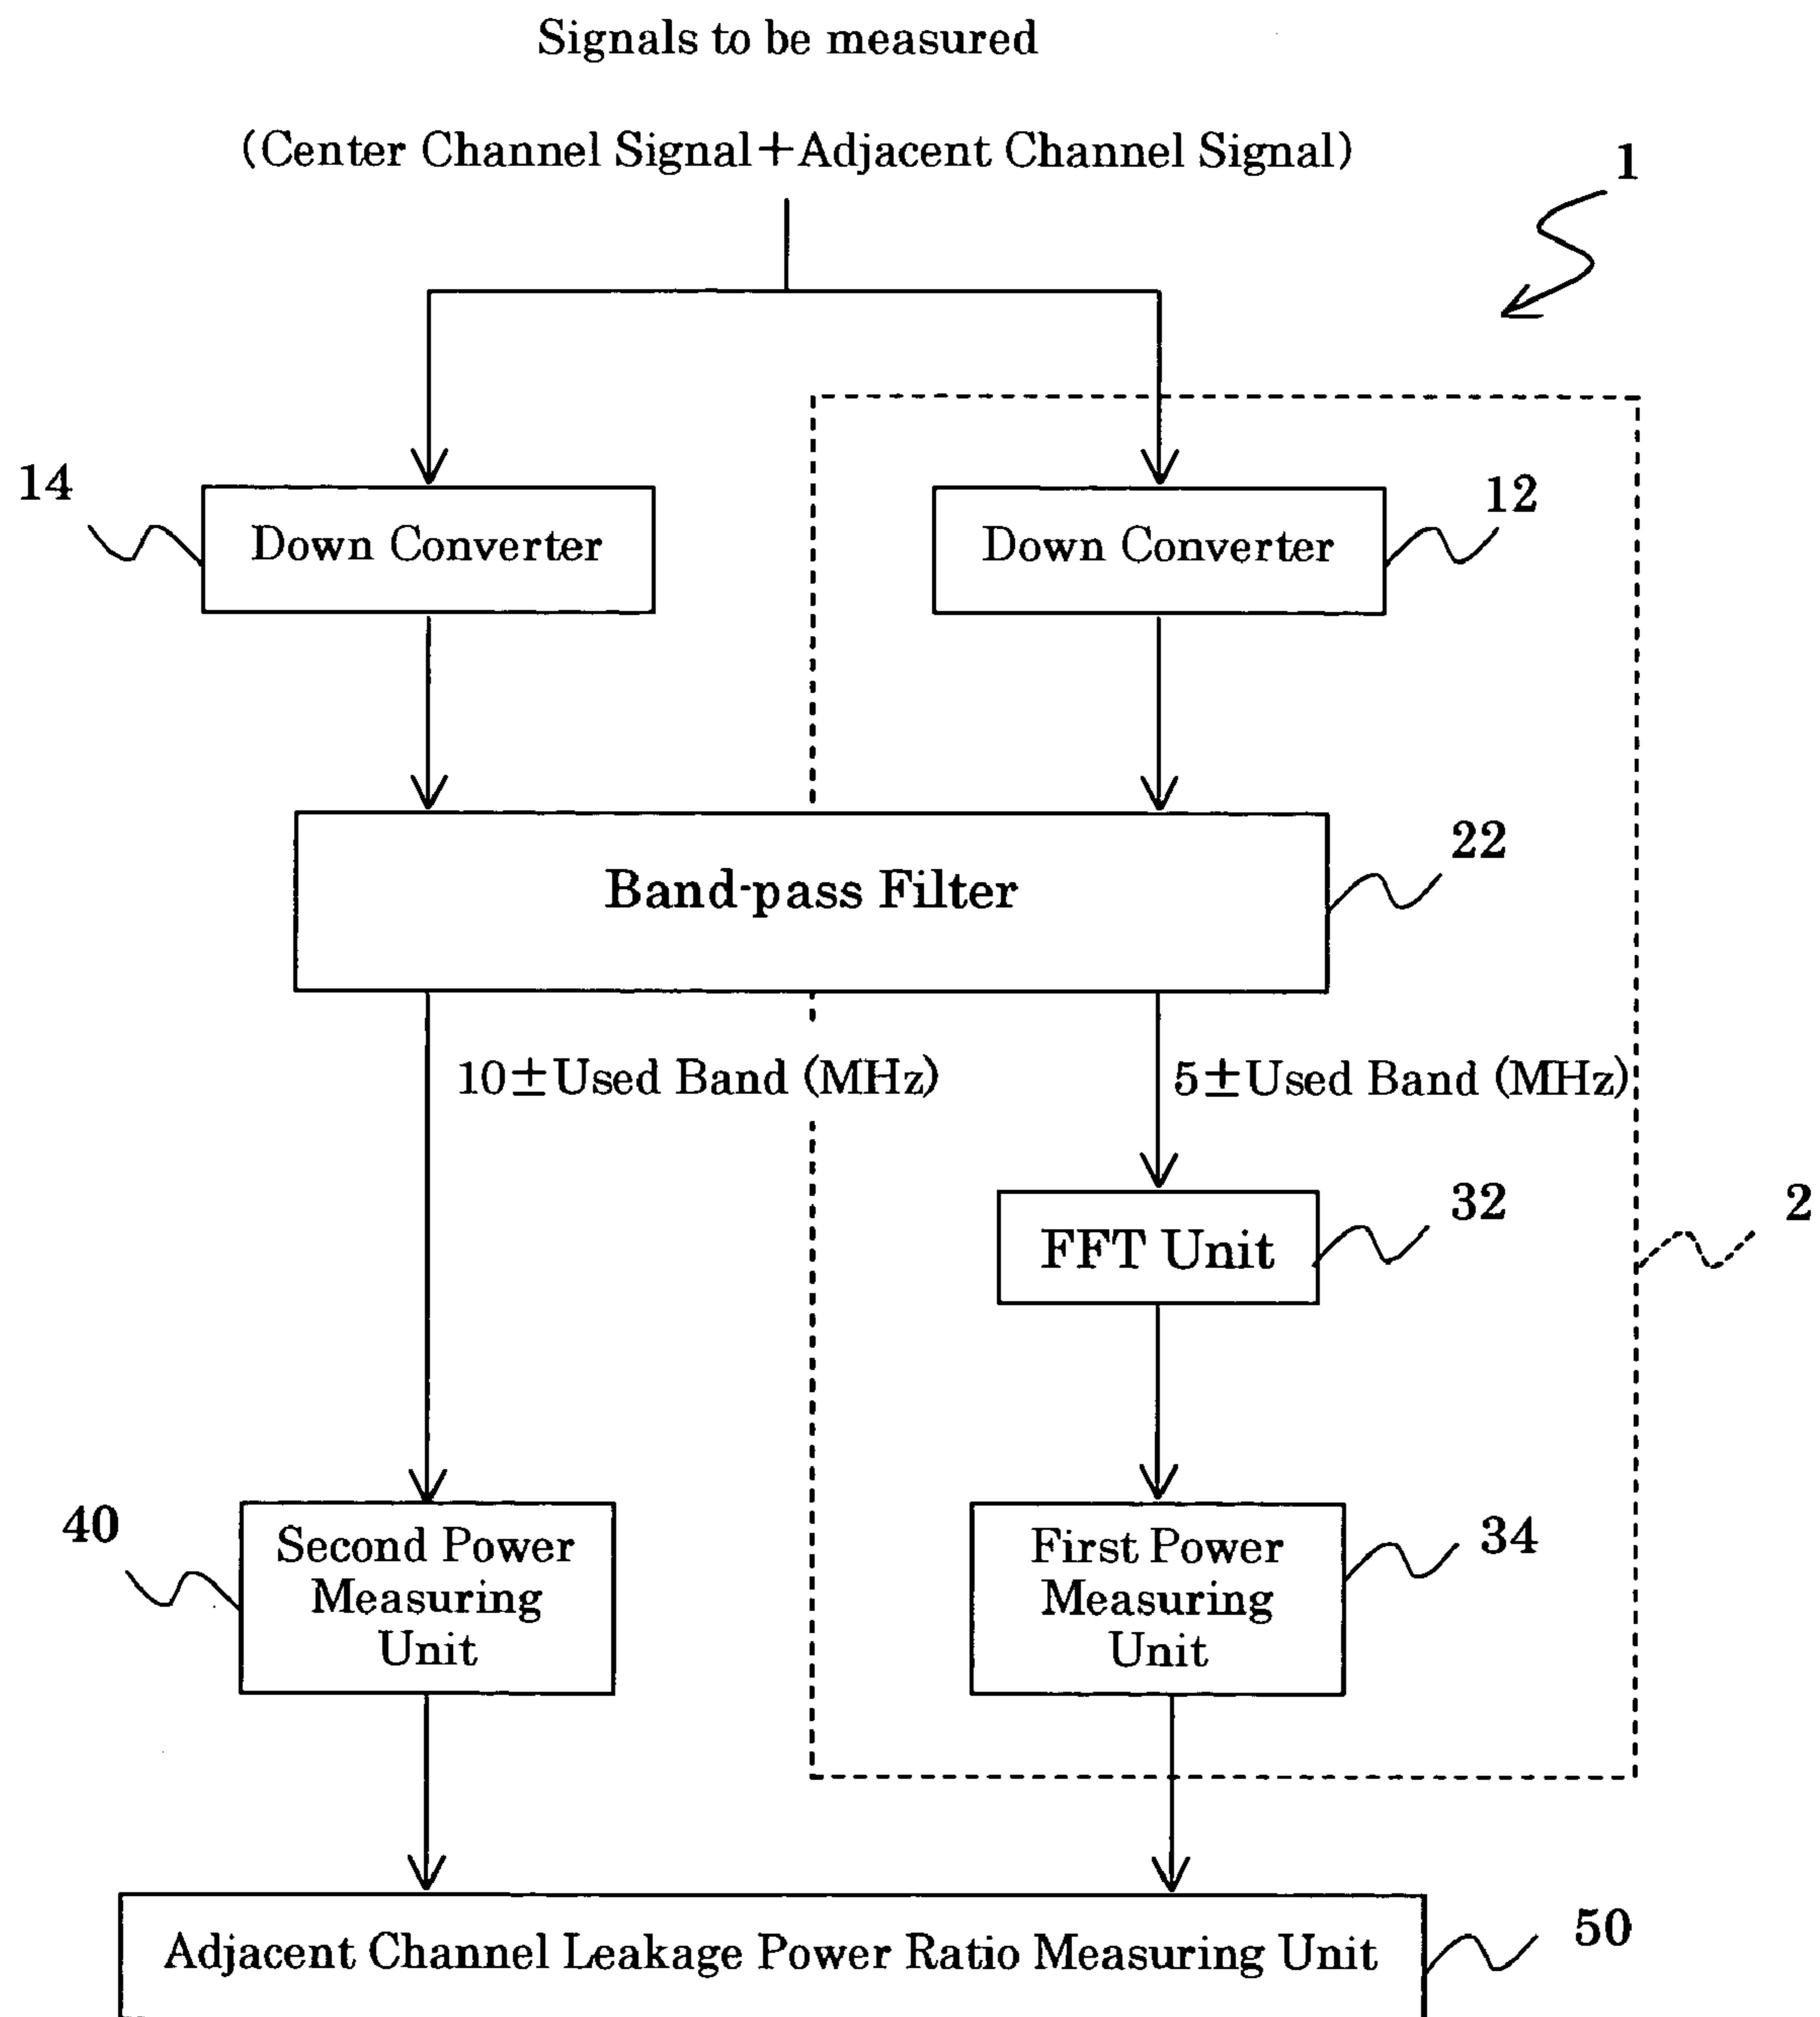 Signals to be measured
(Center Channel Signal+Adjacent Channel Signal)
1
14
Down Converter
Down Converter
12
Band-pass Filter
22
10±Used Band (MHz)
5±Used Band (MHz)
FFT Unit
32
2
40
Second Power
Measuring
Unit
First Power
Measuring
Unit
34
Adjacent Channel Leakage Power Ratio Measuring Unit
50